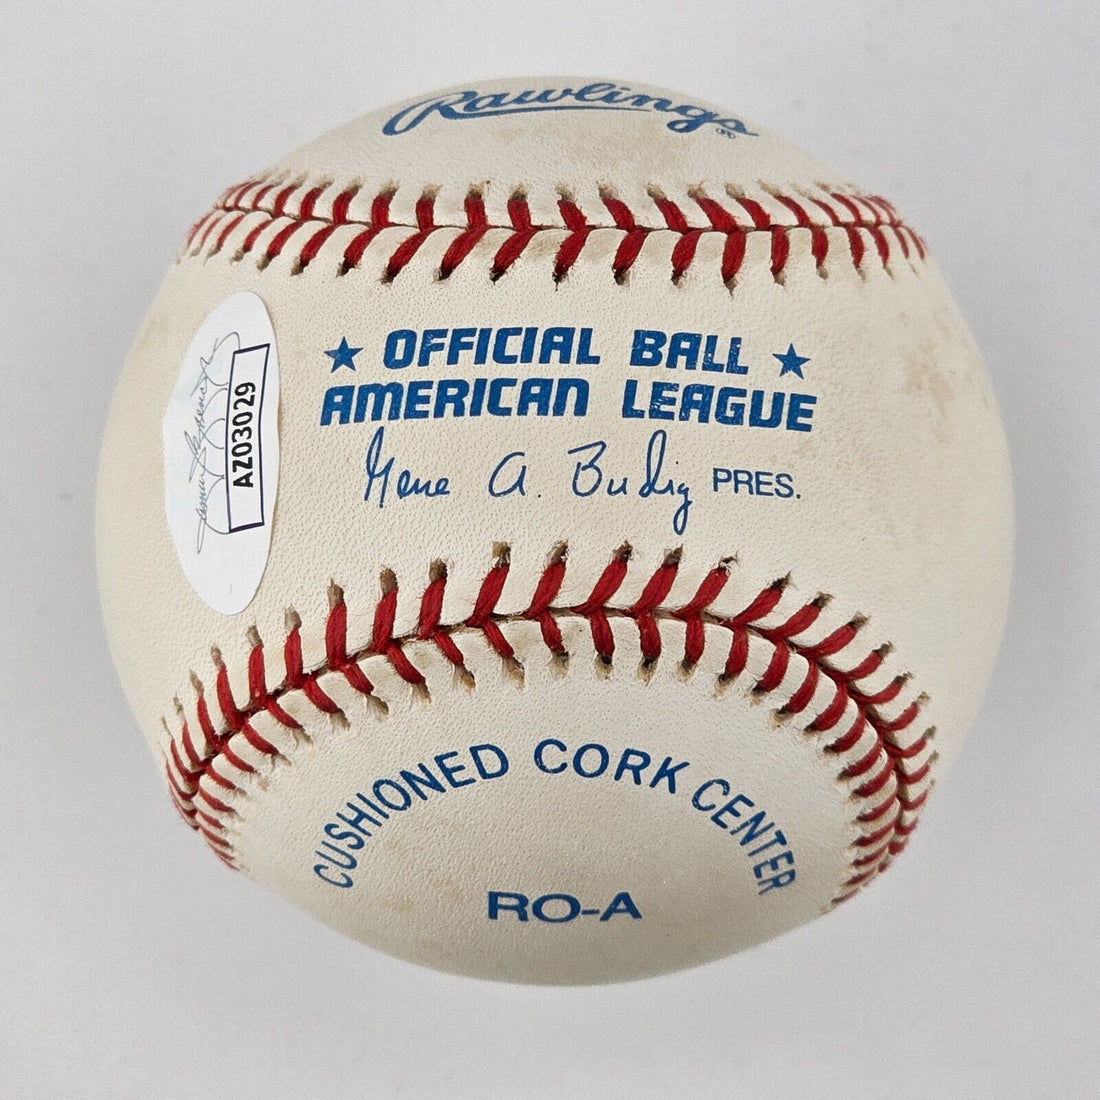 Rawlings®
★ OFFICIAL BALL ★
AMERICAN LEAGUE
Gene A. Budig PRES.
AZ03029
CUSHIONED CORK CENTER
RO-A